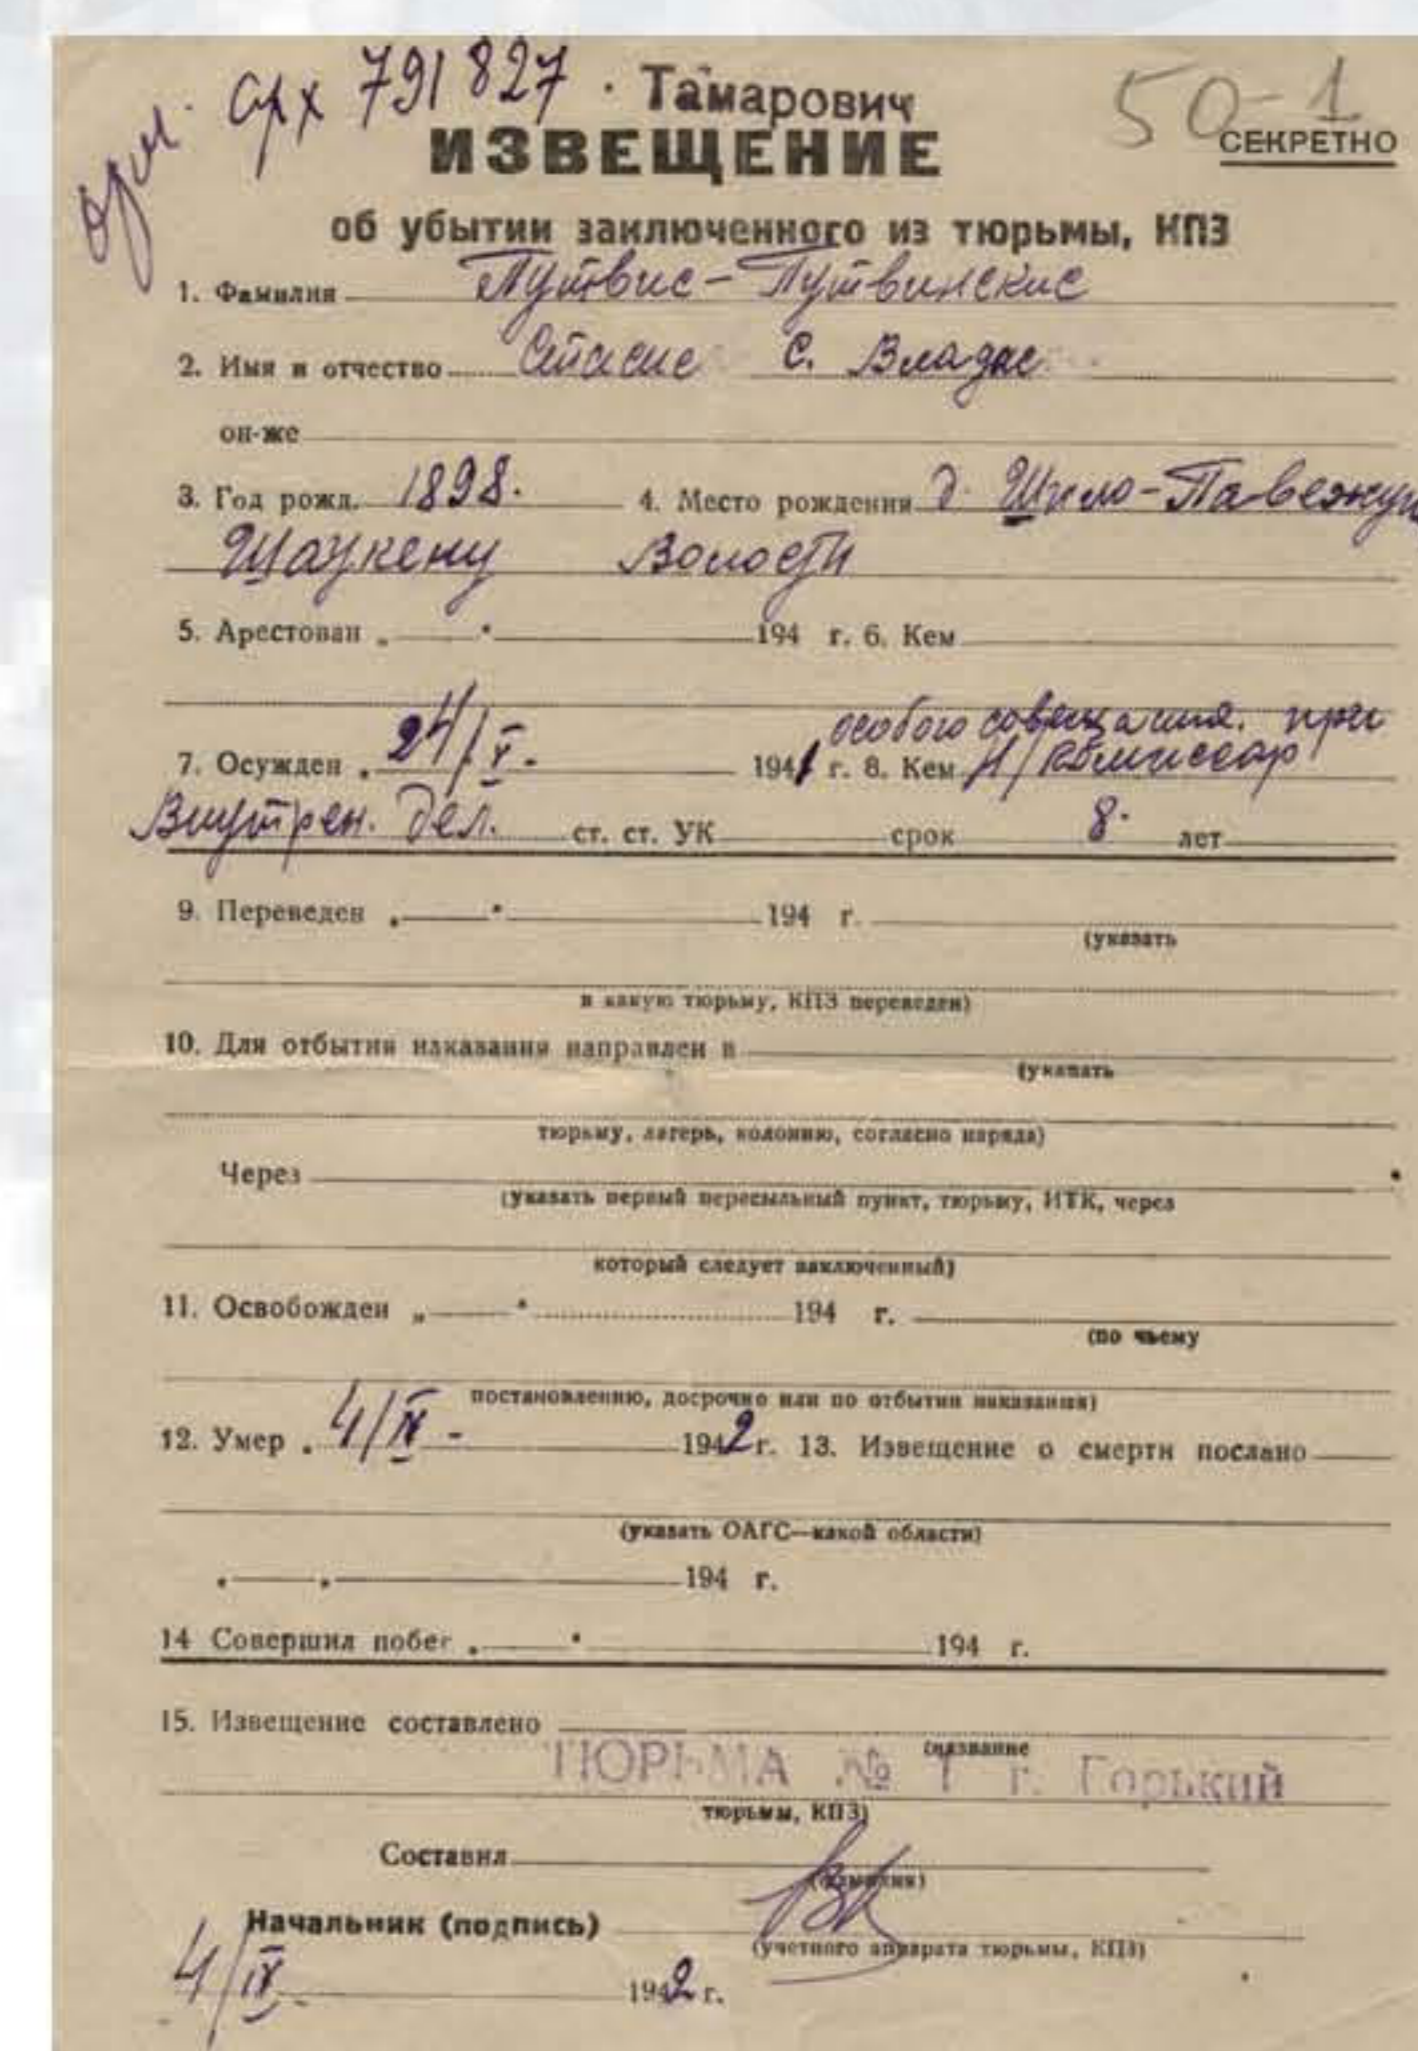 арх 791827 · Тамарович
50-1
СЕКРЕТНО
ИЗВЕЩЕНИЕ
об убытии заключенного из тюрьмы, КПЗ
1. Фамилия Путвис-Путвинскис
2. Имя и отчество Стасис С. Владас
он-же
3. Год рожд. 1898. 4. Место рождения д. Шило-Павежуп
Шаукену Волости
5. Арестован „ " 194 г. 6. Кем
особого совещания. при
7. Осужден „ 24/V- 1941 г. 8. Кем Н/Комиссар
Внутрен. Дел. ст. ст. УК срок 8. лет
9. Переведен „ " 194 г.
(указать
в какую тюрьму, КПЗ переведен)
10. Для отбытия наказания направлен в
(указать
тюрьму, лагерь, колонию, согласно наряда)
Через
(указать первый пересыльный пункт, тюрьму, ИТК, через
который следует заключенный)
11. Освобожден „ " 194 г.
(по чьему
постановлению, досрочно или по отбытии наказания)
12. Умер „ 4/IV - 1942 г. 13. Извещение о смерти послано
(указать ОАГС—какой области)
„ " 194 г.
14 Совершил побег „ " 194 г.
15. Извещение составлено
(название
ТЮРЬМА № 1 г. Горький
тюрьмы, КПЗ)
Составил
(фамилия)
Начальник (подпись)
(учетного аппарата тюрьмы, КПЗ)
4/IV 1942 г.